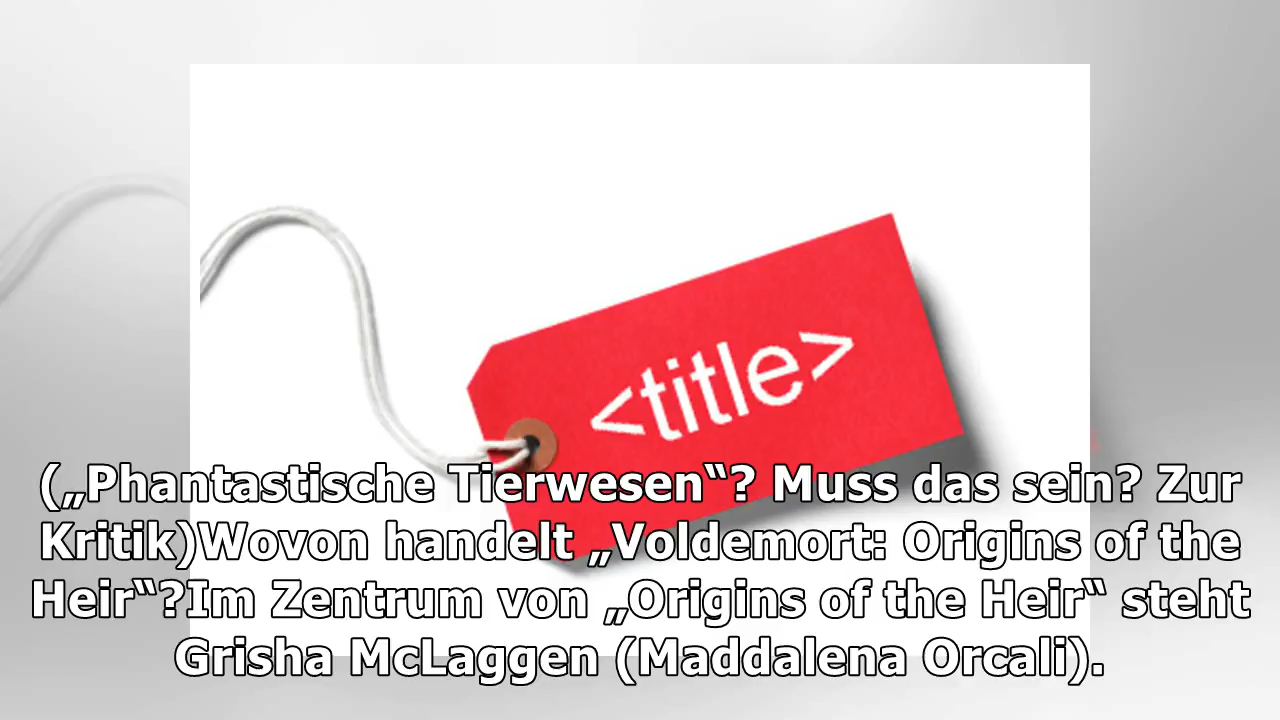 <title>
(„Phantastische Tierwesen“? Muss das sein? Zur
Kritik)Wovon handelt „Voldemort: Origins of the
Heir“?Im Zentrum von „Origins of the Heir“ steht
Grisha McLaggen (Maddalena Orcali).